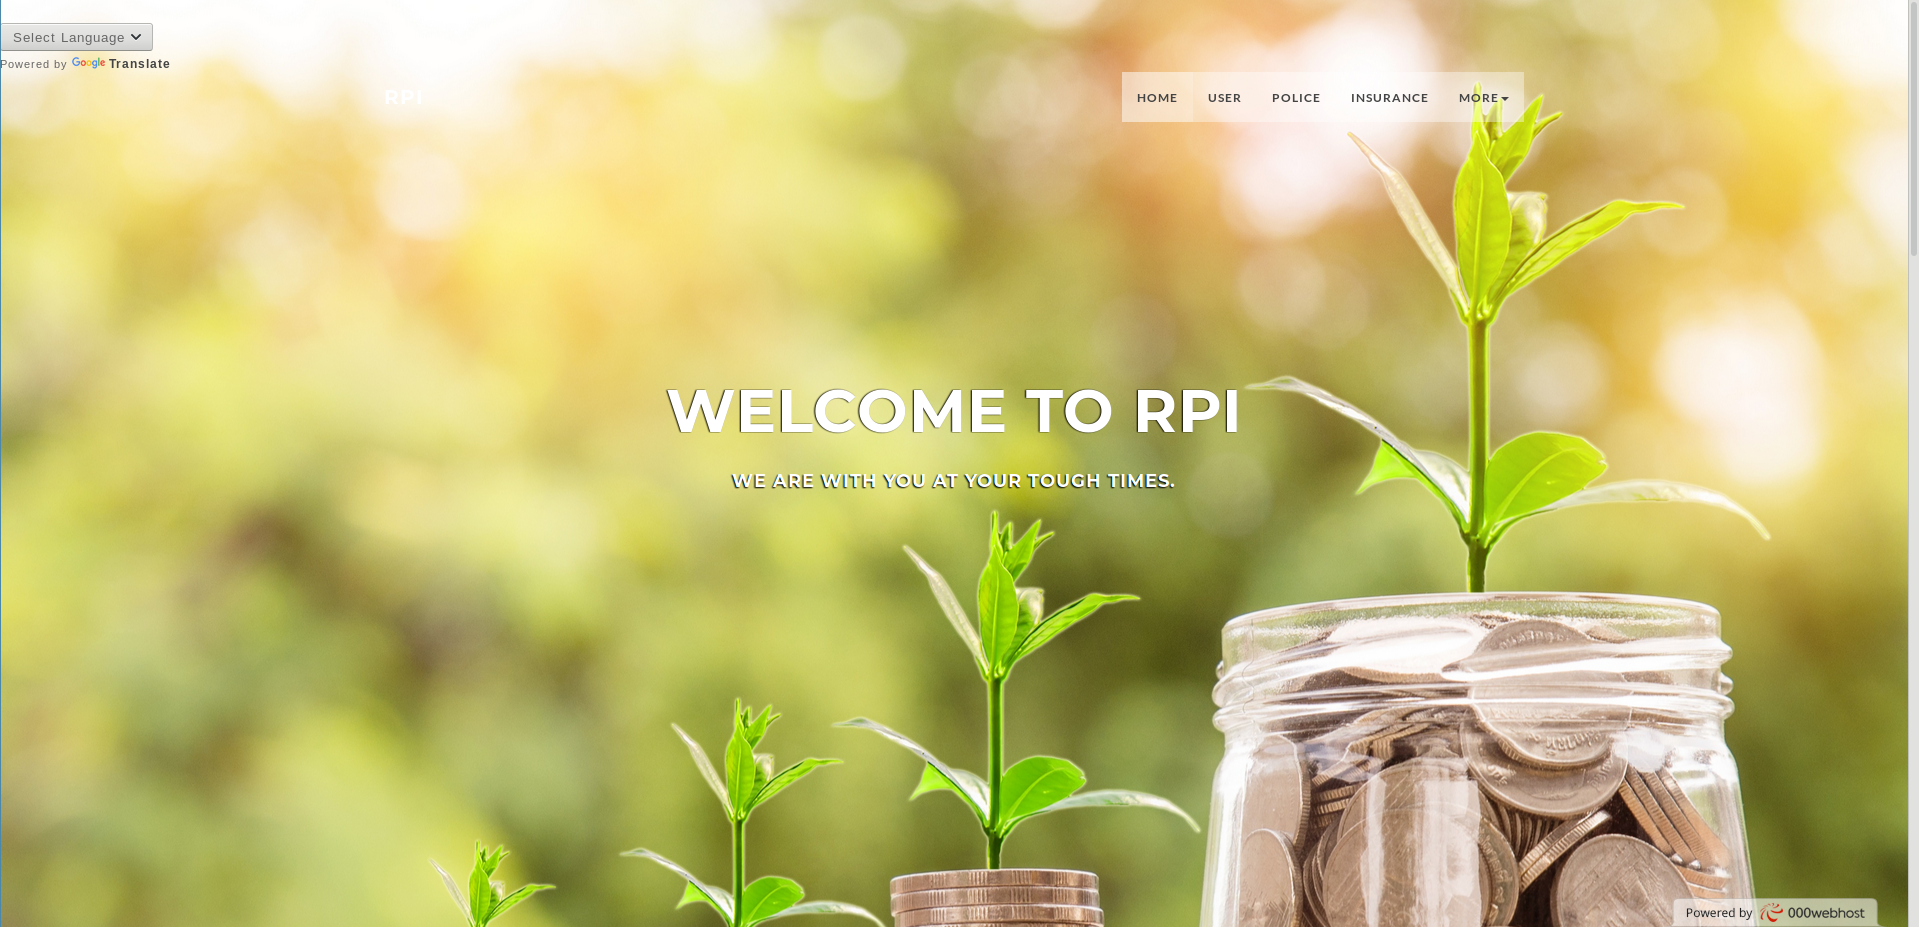 Select Language
Powered by Google Translate
RPI
HOME USER POLICE INSURANCE MORE
WELCOME TO RPI
WE ARE WITH YOU AT YOUR TOUGH TIMES.
Powered by 000webhost